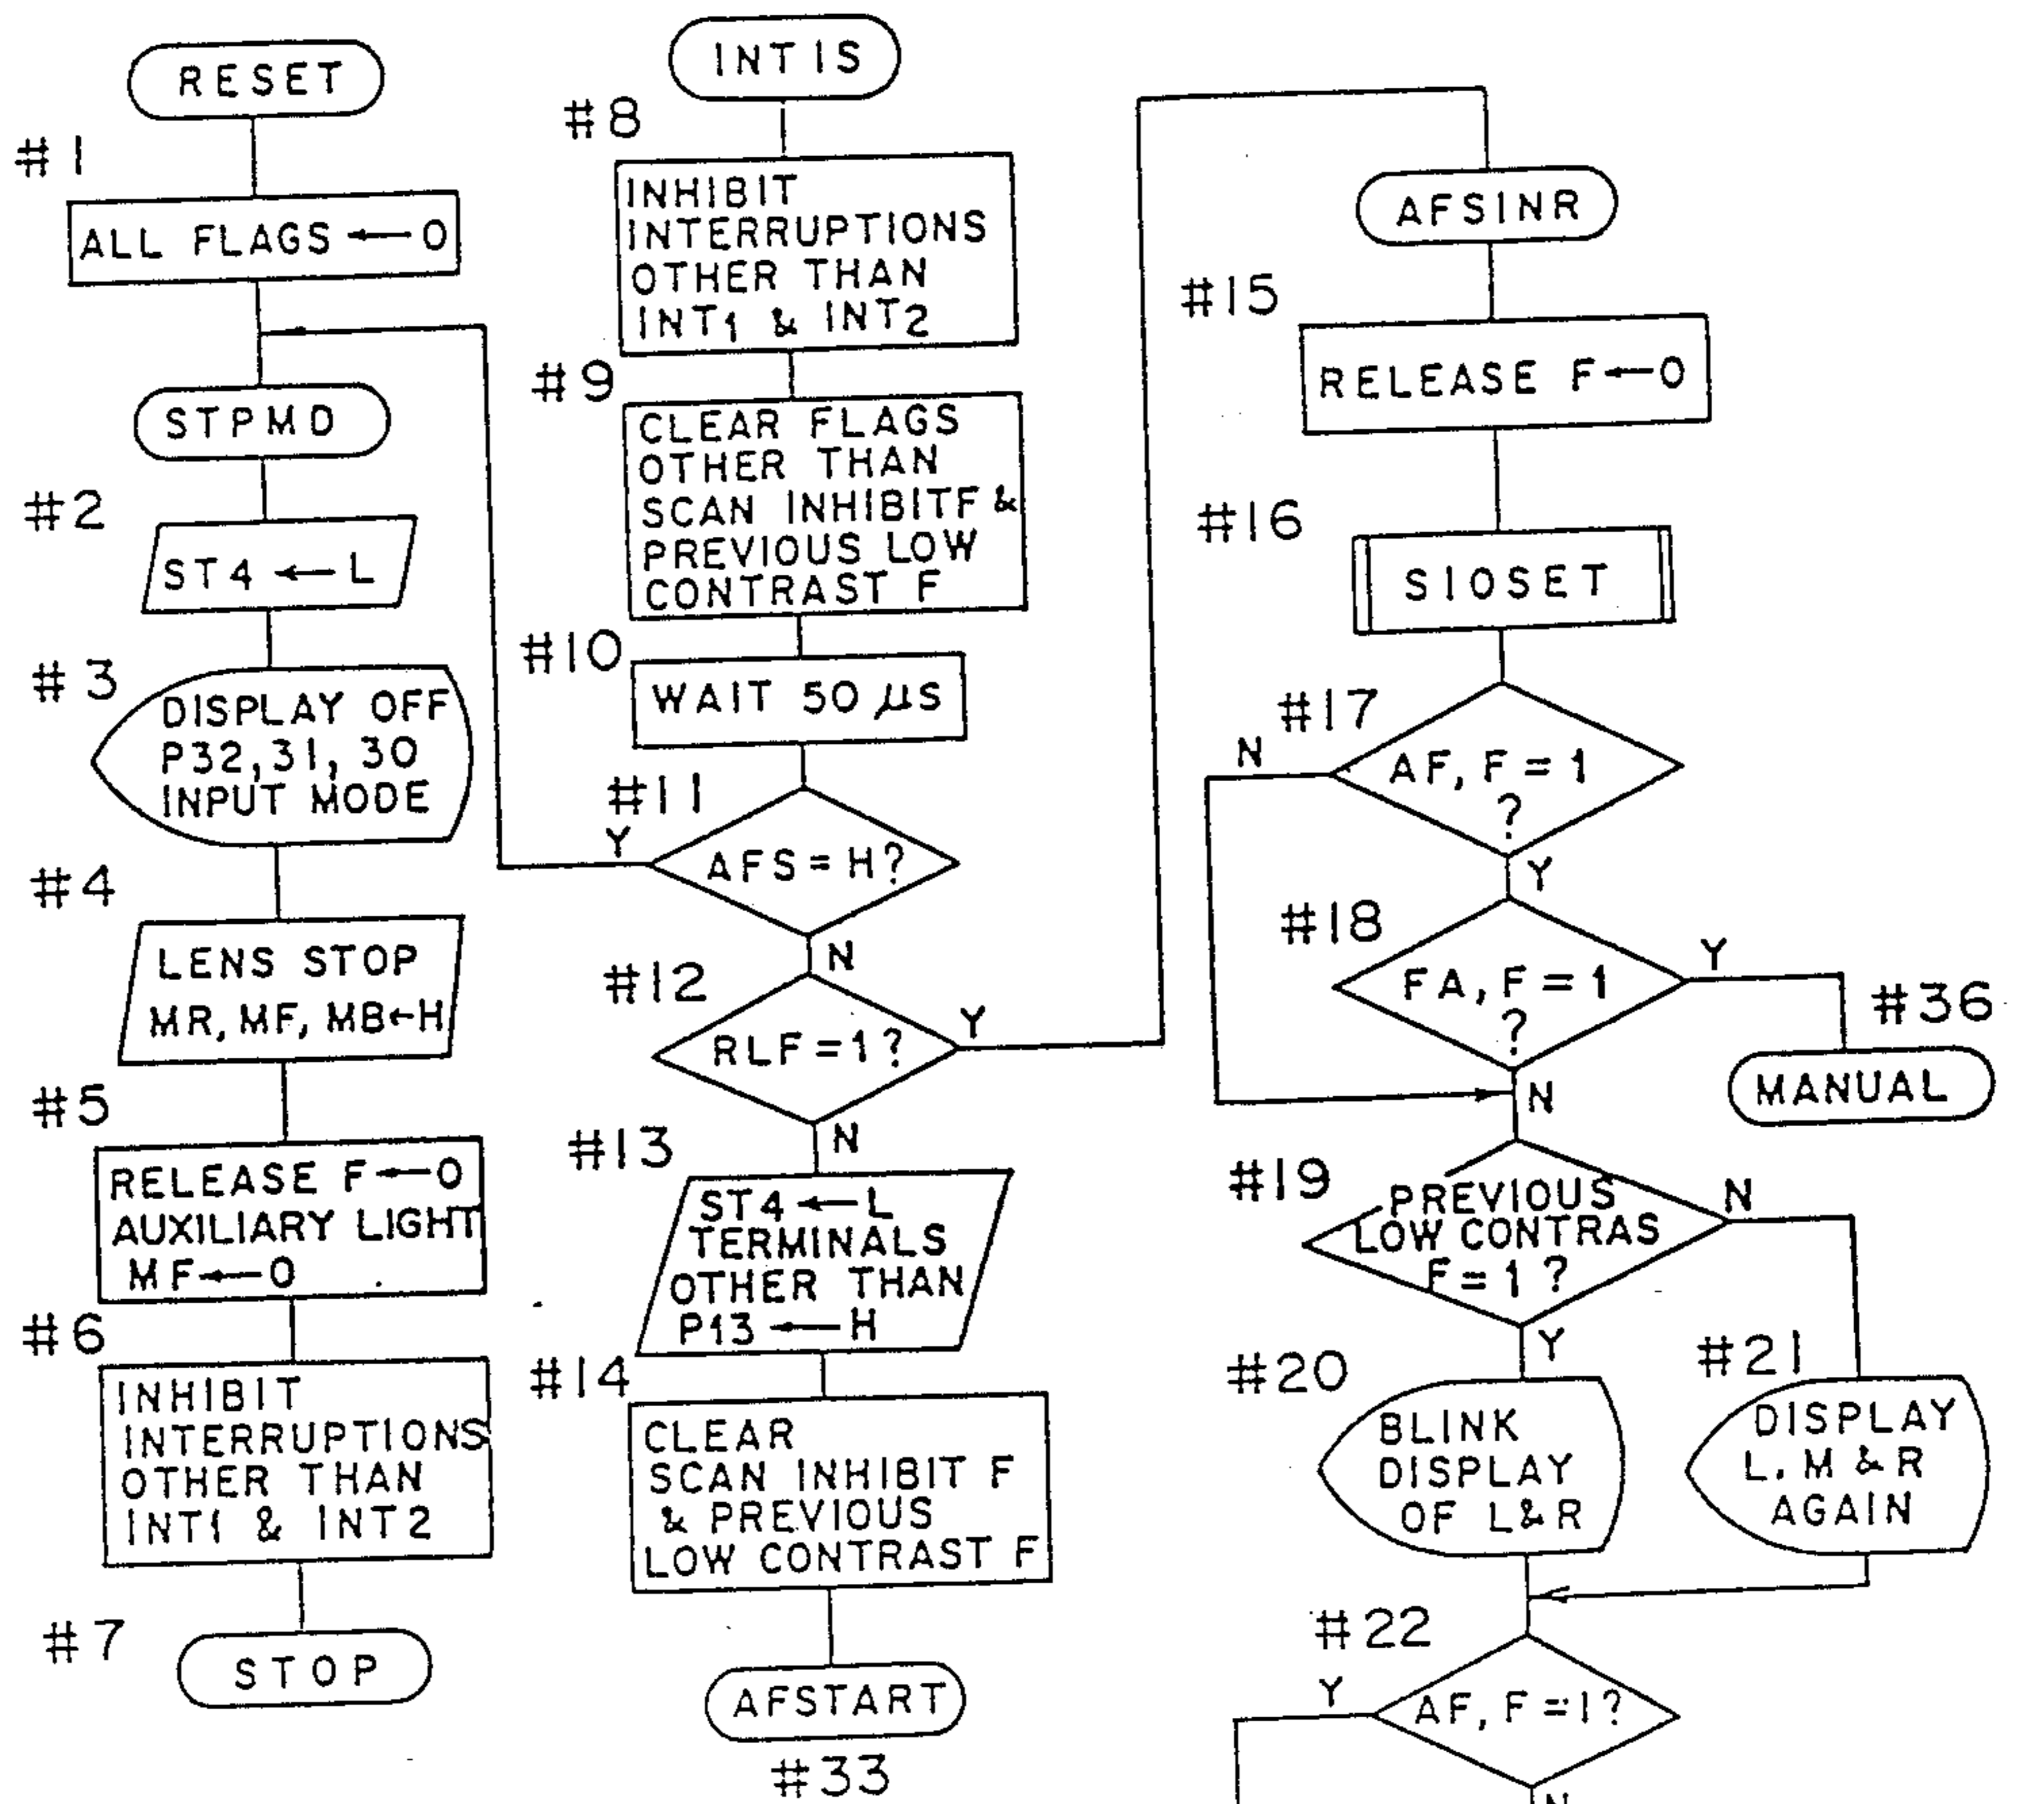 RESET
#1
ALL FLAGS ← 0
STPMD
#2
ST4 ← L
#3
DISPLAY OFF
P32, 31, 30
INPUT MODE
#4
LENS STOP
MR, MF, MB←H
#5
RELEASE F←0
AUXILIARY LIGHT
MF←0
#6
INHIBIT
INTERRUPTIONS
OTHER THAN
INT1 & INT2
#7
STOP
INTIS
#8
INHIBIT
INTERRUPTIONS
OTHER THAN
INT1 & INT2
#9
CLEAR FLAGS
OTHER THAN
SCAN INHIBITF &
PREVIOUS LOW
CONTRAST F
#10
WAIT 50 μs
#11
Y
AFS = H?
N
#12
Y
RLF = 1?
N
#13
ST4 ← L
TERMINALS
OTHER THAN
P13 ← H
#14
CLEAR
SCAN INHIBIT F
& PREVIOUS
LOW CONTRAST F
AFSTART
#33
AFSINR
#15
RELEASE F←0
#16
SIOSET
#17
N
AF, F = 1
?
Y
#18
Y
FA, F = 1
?
#36
MANUAL
N
#19
PREVIOUS
N
LOW CONTRAS
F = 1 ?
Y
#20
BLINK
DISPLAY
OF L&R
#21
DISPLAY
L. M & R
AGAIN
#22
Y
AF, F = 1?
N